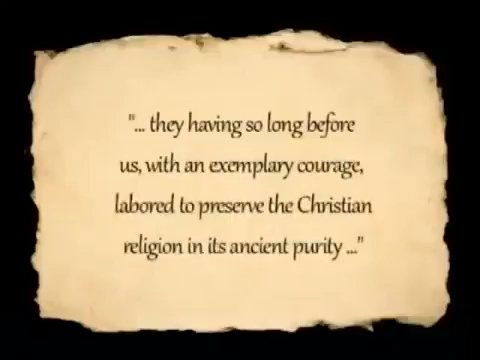 "... they having so long before
us, with an exemplary courage,
labored to preserve the Christian
religion in its ancient purity ..."